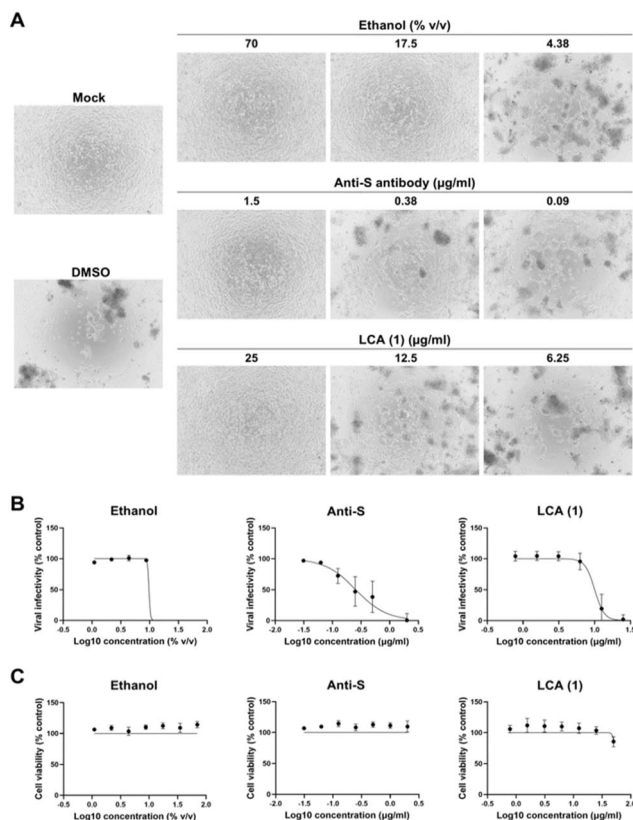 A
Ethanol (% v/v)
70 17.5 4.38
Mock
Anti-S antibody (µg/ml)
1.5 0.38 0.09
DMSO
LCA (1) (µg/ml)
25 12.5 6.25
B
Ethanol Anti-S LCA (1)
Viral infectivity (% control) Viral infectivity (% control) Viral infectivity (% control)
150 150 150
100 100 100
50 50 50
0 0 0
-0.5 0.0 0.5 1.0 1.5 2.0 -2.0 -1.5 -1.0 -0.5 0.0 0.5 -0.5 0.0 0.5 1.0 1.5
Log10 concentration (% v/v) Log10 concentration (µg/ml) Log10 concentration (µg/ml)
C
Ethanol Anti-S LCA (1)
Cell viability (% control) Cell viability (% control) Cell viability (% control)
150 150 150
100 100 100
50 50 50
0 0 0
-0.5 0.0 0.5 1.0 1.5 2.0 -2.0 -1.5 -1.0 -0.5 0.0 0.5 -0.5 0.0 0.5 1.0 1.5 2.0
Log10 concentration (% v/v) Log10 concentration (µg/ml) Log10 concentration (µg/ml)